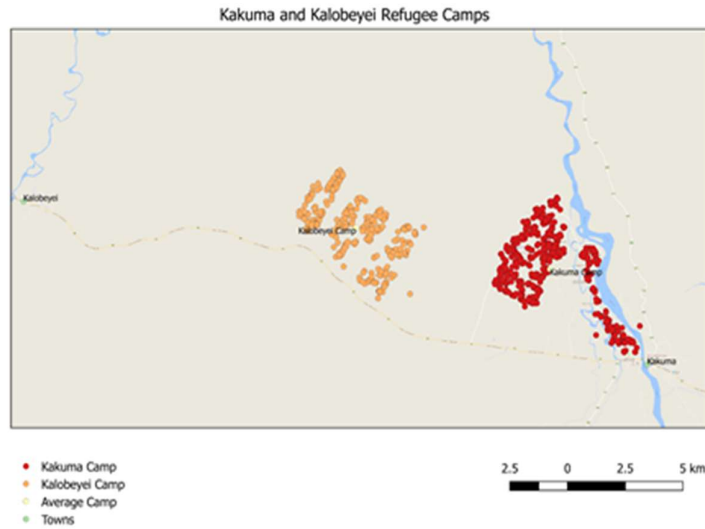 Kakuma and Kalobeyei Refugee Camps
Kalobeyei
Kalobeyei Camp
Kakuma Camp
Kakuma
Kakuma Camp
Kalobeyei Camp
Average Camp
Towns
2.5 0 2.5 5 km